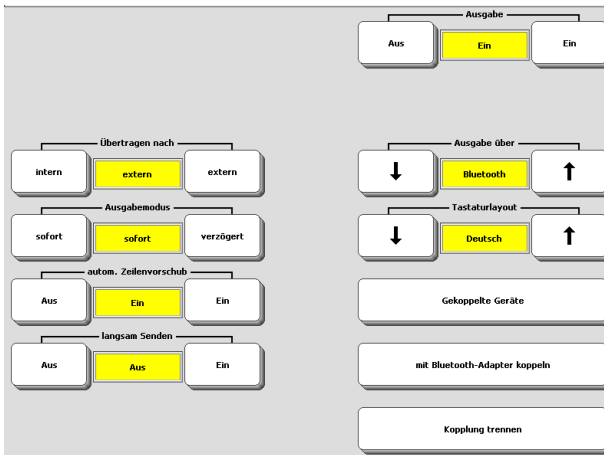 Ausgabe
Aus Ein Ein
Übertragen nach
intern extern extern
Ausgabe über
Bluetooth
Ausgabemodus
sofort sofort verzögert
Tastaturlayout
Deutsch
autom. Zeilenvorschub
Aus Ein Ein
Gekoppelte Geräte
langsam Senden
Aus Aus Ein
mit Bluetooth-Adapter koppeln
Kopplung trennen